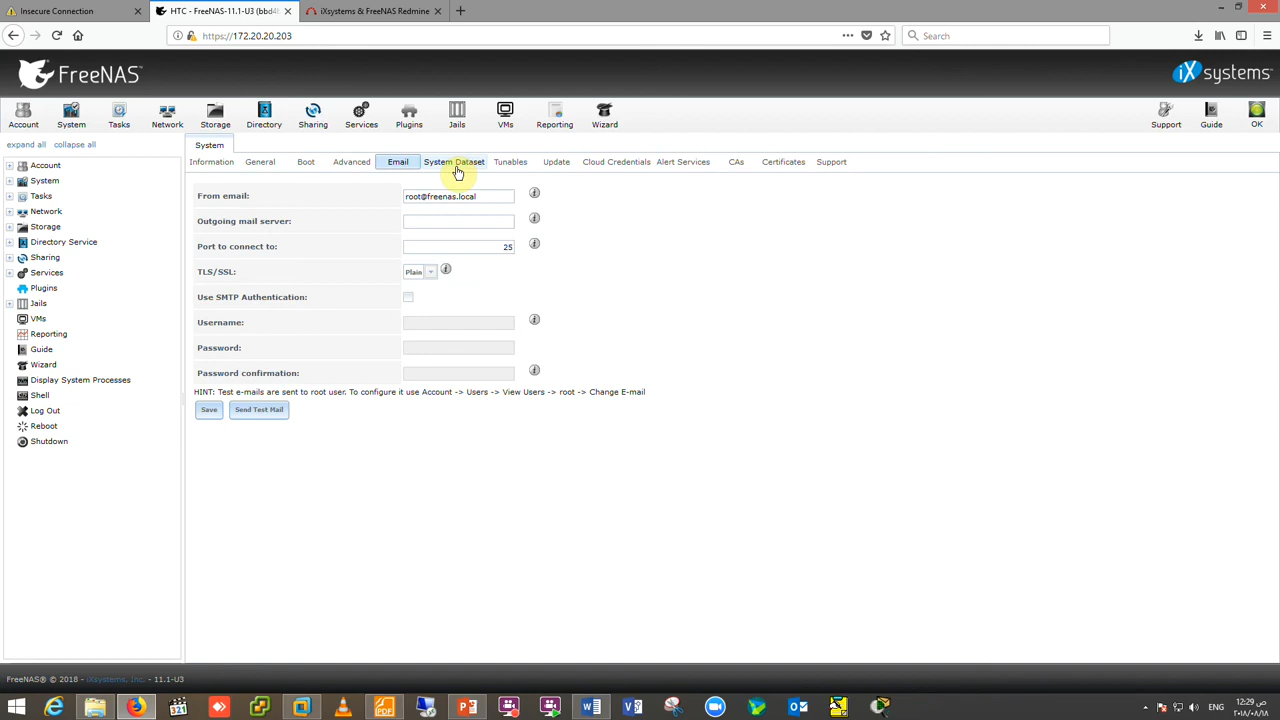 Insecure Connection
HTC - FreeNAS-11.1-U3 (bbd4
iXsystems & FreeNAS Redmine
https://172.20.20.203
Search
FreeNAS®
iXsystems
Account System Tasks Network Storage Directory Sharing Services Plugins Jails VMs Reporting Wizard Support Guide OK
expand all collapse all
System
Information General Boot Advanced Email System Dataset Tunables Update Cloud Credentials Alert Services CAs Certificates Support
Account
System
Tasks
Network
Storage
Directory Service
Sharing
Services
Plugins
Jails
VMs
Reporting
Guide
Wizard
Display System Processes
Shell
Log Out
Reboot
Shutdown
From email: root@freenas.local
Outgoing mail server:
Port to connect to: 25
TLS/SSL: Plain
Use SMTP Authentication:
Username:
Password:
Password confirmation:
HINT: Test e-mails are sent to root user. To configure it use Account -> Users -> View Users -> root -> Change E-mail
Save Send Test Mail
FreeNAS® © 2018 - iXsystems, Inc. - 11.1-U3
ENG
12:29 ص